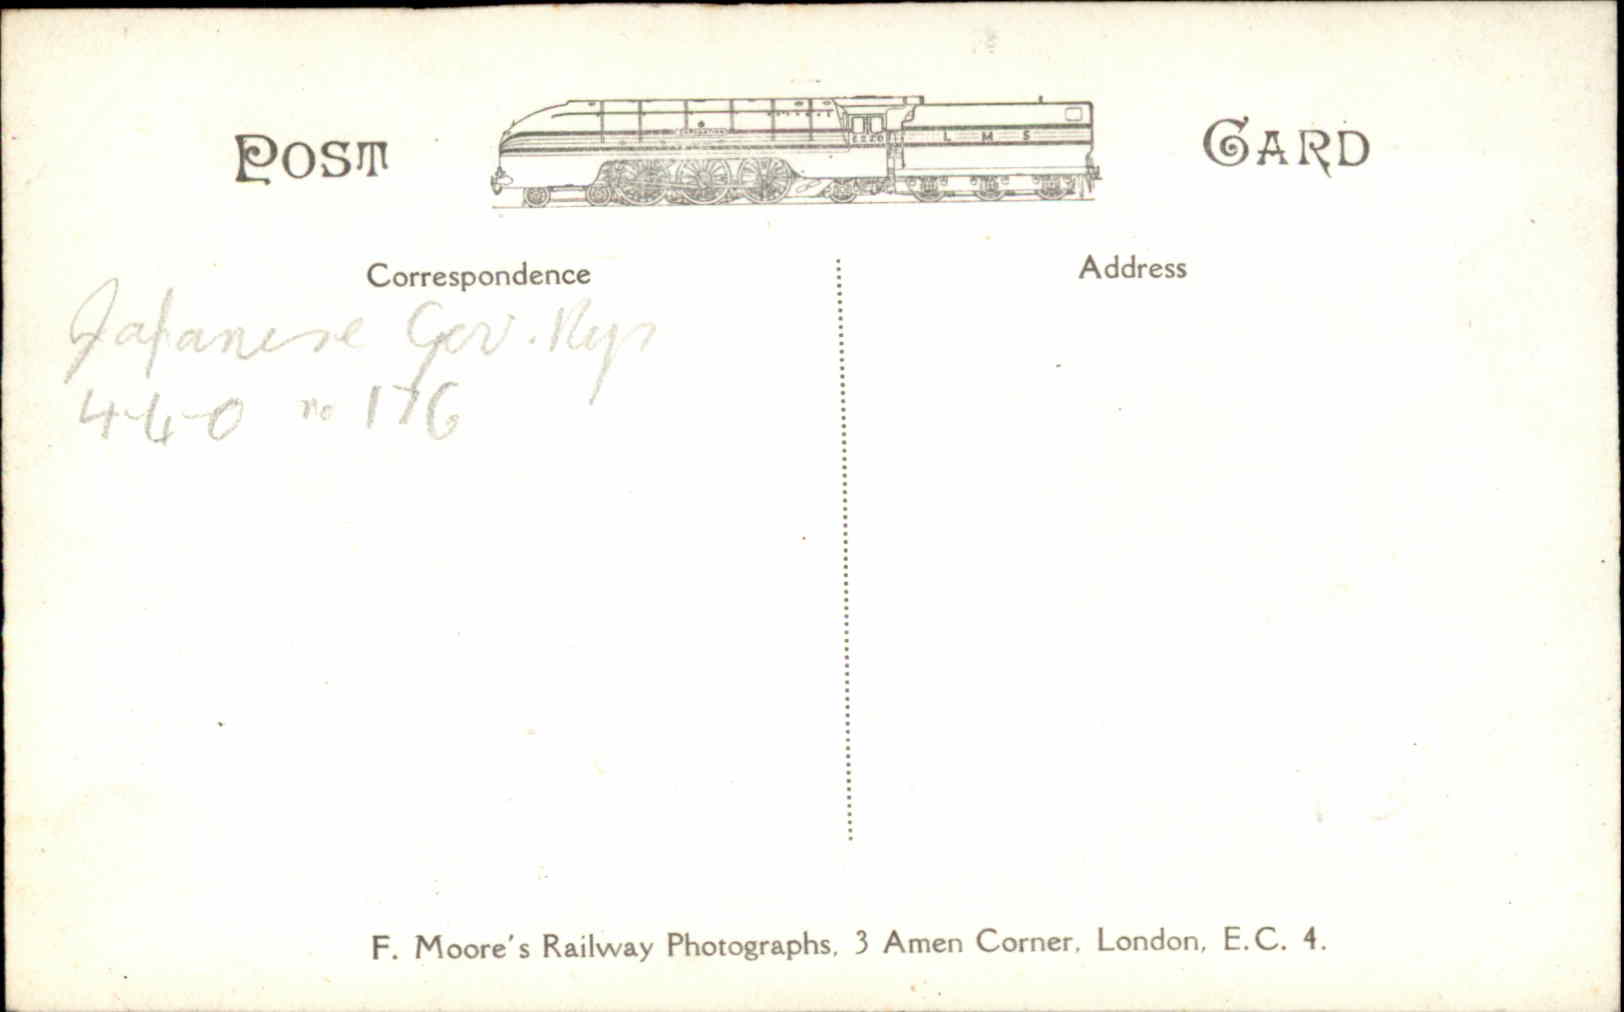 POST CARD
L M S
6220
Correspondence
Address
Japanese Gov. Rys
4-4-0 no 176
F. Moore's Railway Photographs, 3 Amen Corner, London, E.C. 4.